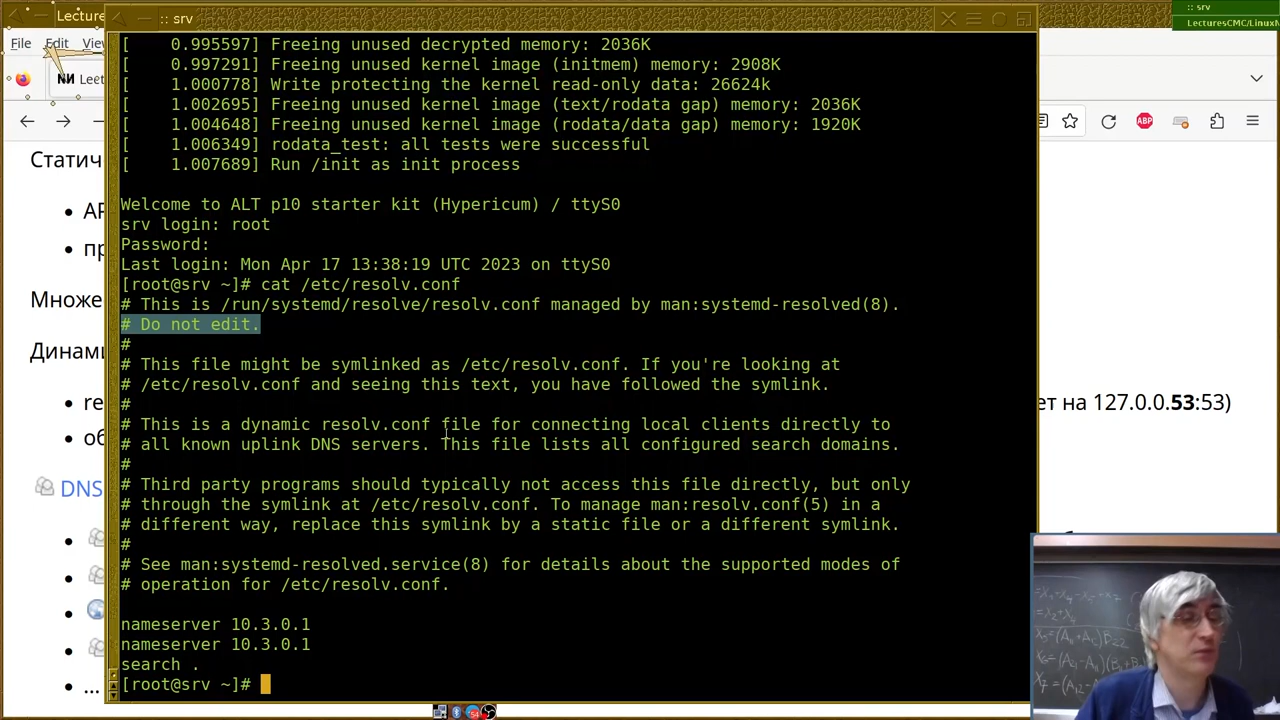 Lecture
:: srv
:: srv
LecturesCMC/LinuxN
File Edit Vie
Lect
[    0.995597] Freeing unused decrypted memory: 2036K
[    0.997291] Freeing unused kernel image (initmem) memory: 2908K
[    1.000778] Write protecting the kernel read-only data: 26624k
[    1.002695] Freeing unused kernel image (text/rodata gap) memory: 2036K
[    1.004648] Freeing unused kernel image (rodata/data gap) memory: 1920K
[    1.006349] rodata_test: all tests were successful
[    1.007689] Run /init as init process
Welcome to ALT p10 starter kit (Hypericum) / ttyS0
srv login: root
Password:
Last login: Mon Apr 17 13:38:19 UTC 2023 on ttyS0
[root@srv ~]# cat /etc/resolv.conf
# This is /run/systemd/resolve/resolv.conf managed by man:systemd-resolved(8).
# Do not edit.
#
# This file might be symlinked as /etc/resolv.conf. If you're looking at
# /etc/resolv.conf and seeing this text, you have followed the symlink.
#
# This is a dynamic resolv.conf file for connecting local clients directly to
# all known uplink DNS servers. This file lists all configured search domains.
#
# Third party programs should typically not access this file directly, but only
# through the symlink at /etc/resolv.conf. To manage man:resolv.conf(5) in a
# different way, replace this symlink by a static file or a different symlink.
#
# See man:systemd-resolved.service(8) for details about the supported modes of
# operation for /etc/resolv.conf.
nameserver 10.3.0.1
nameserver 10.3.0.1
search .
[root@srv ~]#
ABP
Статич
AF
пр
Множе
Динами
re
ет на 127.0.0.53:53)
об
DNS
...